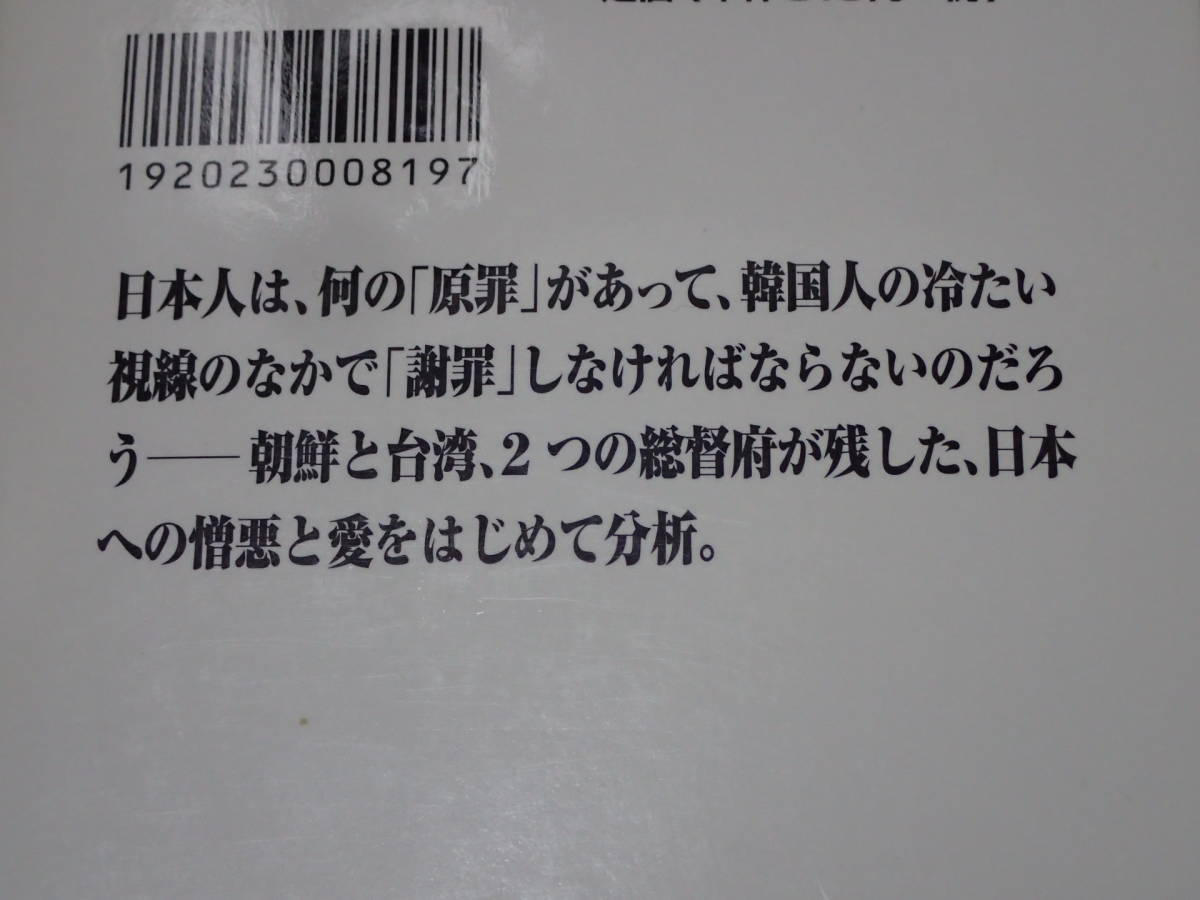 1920230008197
日本人は、何の「原罪」があって、韓国人の冷たい
視線のなかで「謝罪」しなければならないのだろ
う――朝鮮と台湾、2つの総督府が残した、日本
への憎悪と愛をはじめて分析。